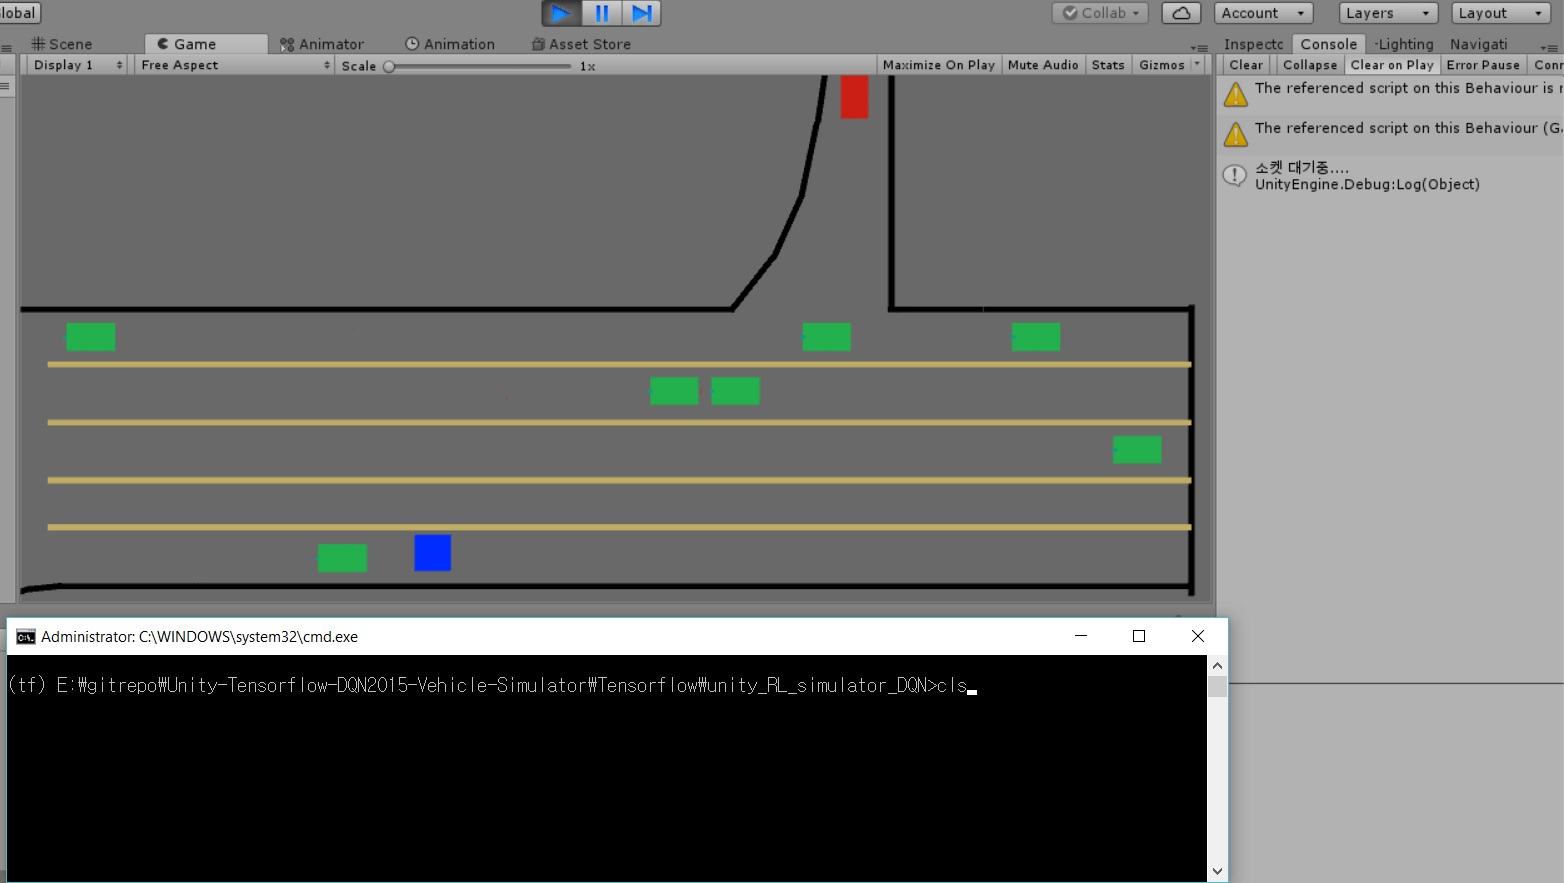 Global
Collab
Account
Layers
Layout
Scene
Game
Animator
Animation
Asset Store
Display 1
Free Aspect
Scale
1x
Maximize On Play
Mute Audio
Stats
Gizmos
Inspectc
Console
Lighting
Navigati
Clear
Collapse
Clear on Play
Error Pause
Conn
The referenced script on this Behaviour is
The referenced script on this Behaviour (Ga
소켓 대기중....
UnityEngine.Debug:Log(Object)
Administrator: C:\WINDOWS\system32\cmd.exe
(tf) E:₩gitrepo₩Unity-Tensorflow-DQN2015-Vehicle-Simulator₩Tensorflow₩unity_RL_simulator_DQN>cls